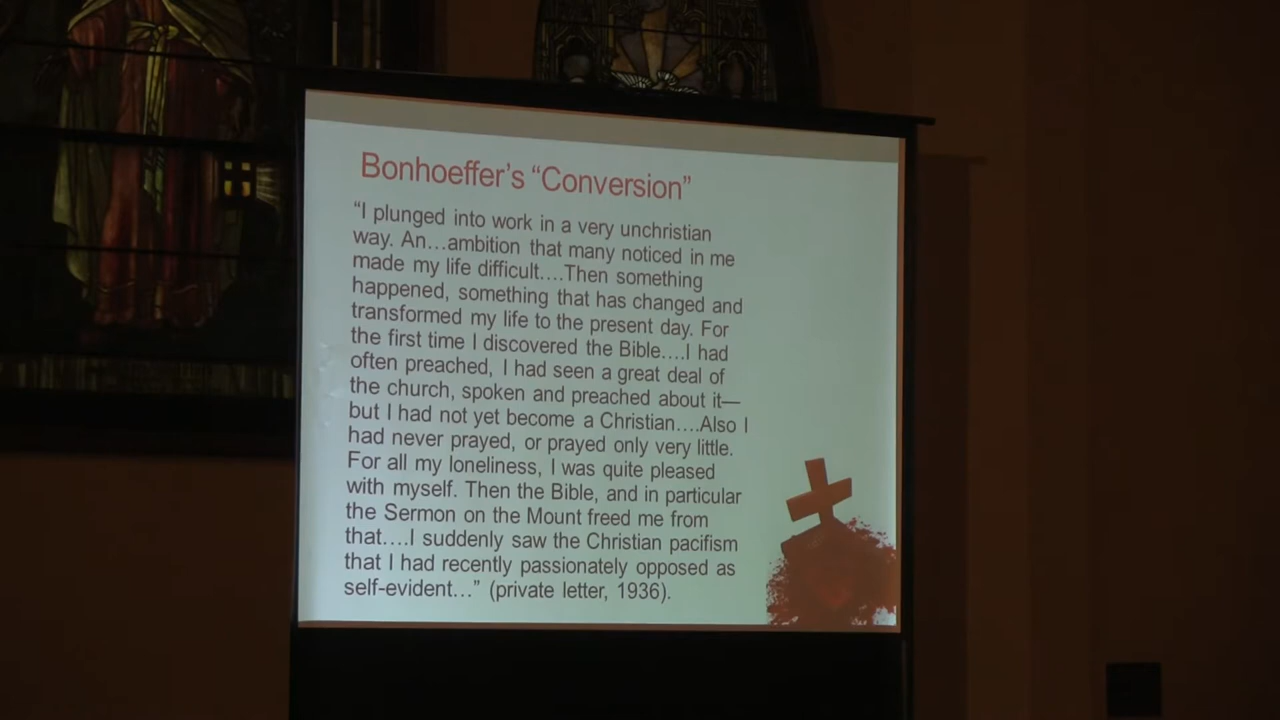 Bonhoeffer's “Conversion”
“I plunged into work in a very unchristian
way. An…ambition that many noticed in me
made my life difficult….Then something
happened, something that has changed and
transformed my life to the present day. For
the first time I discovered the Bible….I had
often preached, I had seen a great deal of
the church, spoken and preached about it—
but I had not yet become a Christian….Also I
had never prayed, or prayed only very little.
For all my loneliness, I was quite pleased
with myself. Then the Bible, and in particular
the Sermon on the Mount freed me from
that….I suddenly saw the Christian pacifism
that I had recently passionately opposed as
self-evident…” (private letter, 1936).